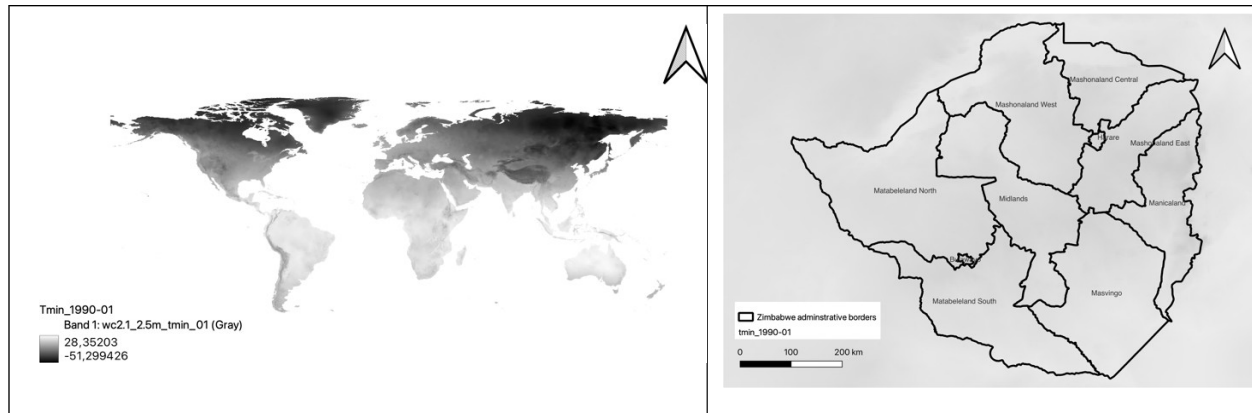 Tmin_1990-01
Band 1: wc2.1_2.5m_tmin_01 (Gray)
28,35203
-51,299426
Mashonaland Central
Mashonaland West
Harare
Mashonaland East
Matabeleland North
Midlands
Manicaland
Matabeleland South
Masvingo
Zimbabwe adminstrative borders
tmin_1990-01
0 100 200 km